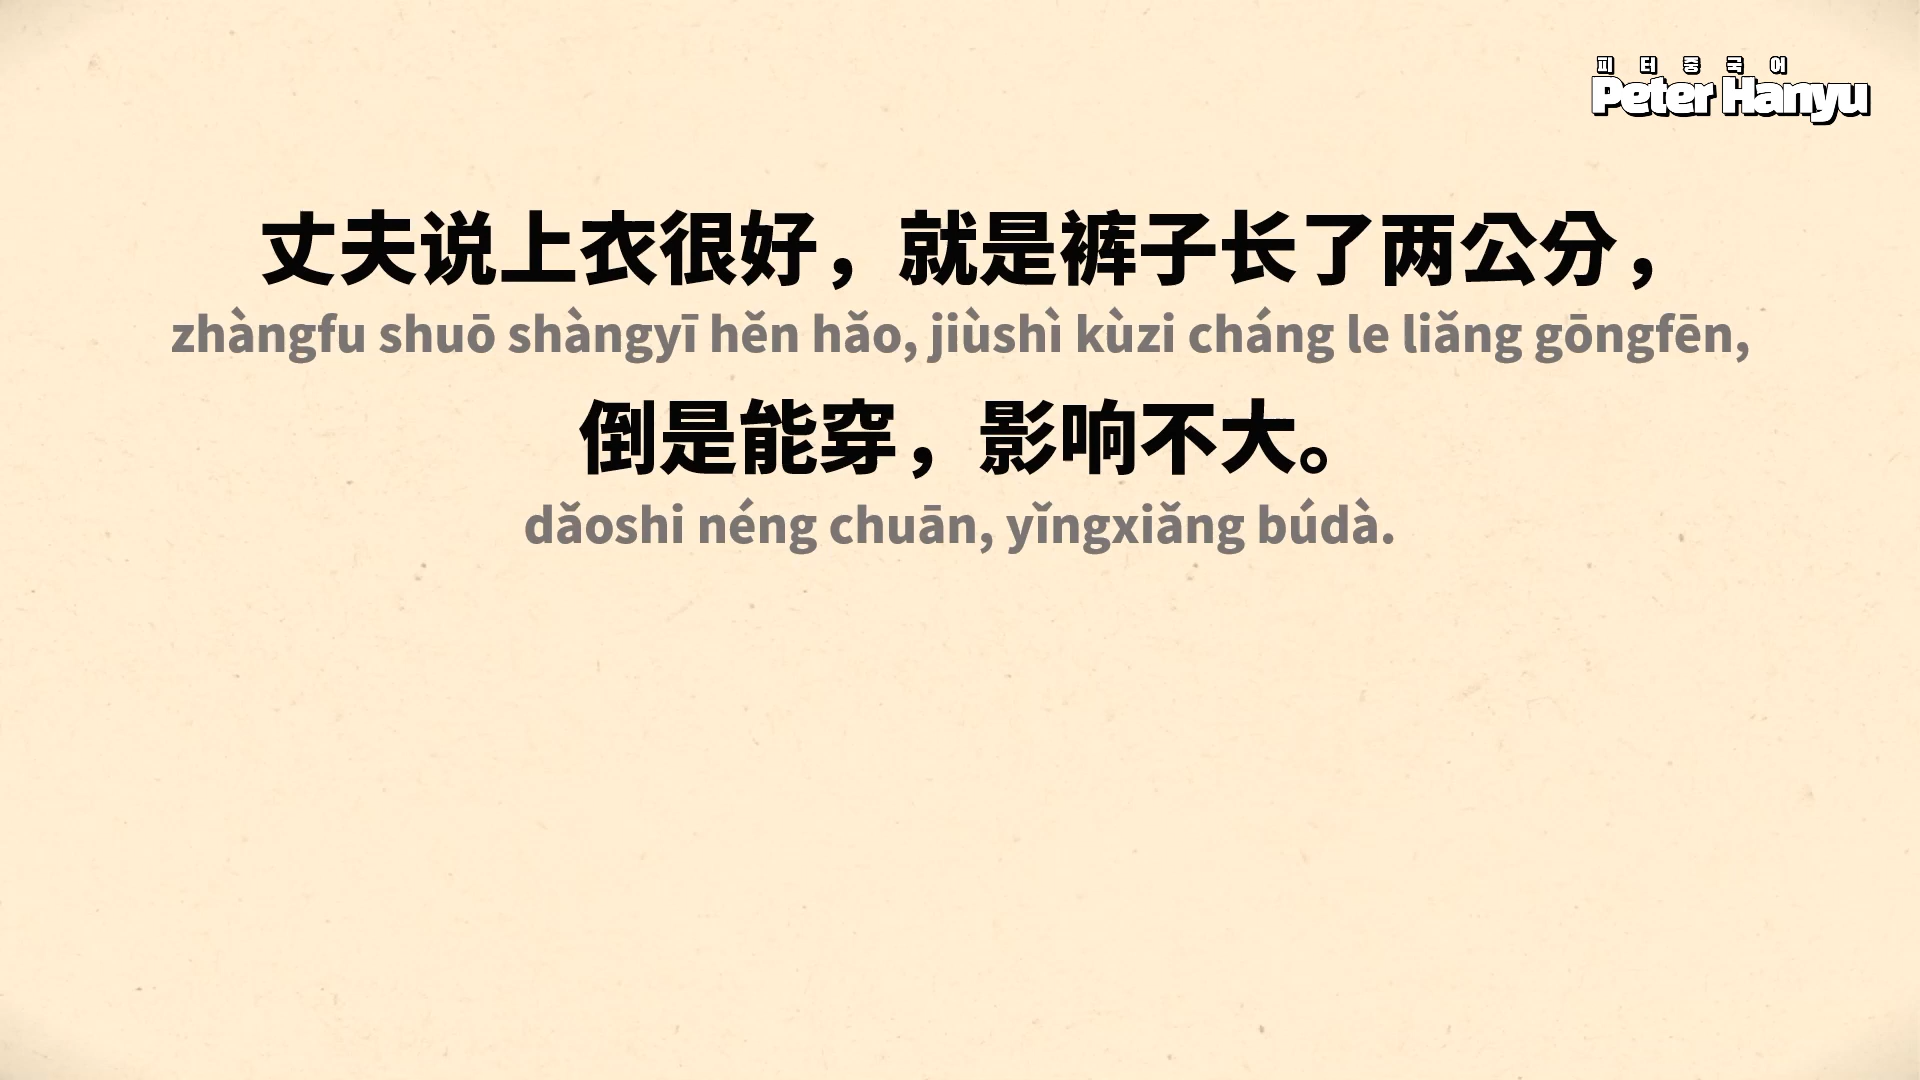 피터중국어
Peter Hanyu
丈夫说上衣很好，就是裤子长了两公分，
zhàngfu shuō shàngyī hěn hǎo, jiùshì kùzi cháng le liǎng gōngfēn,
倒是能穿，影响不大。
dǎoshi néng chuān, yǐngxiǎng búdà.